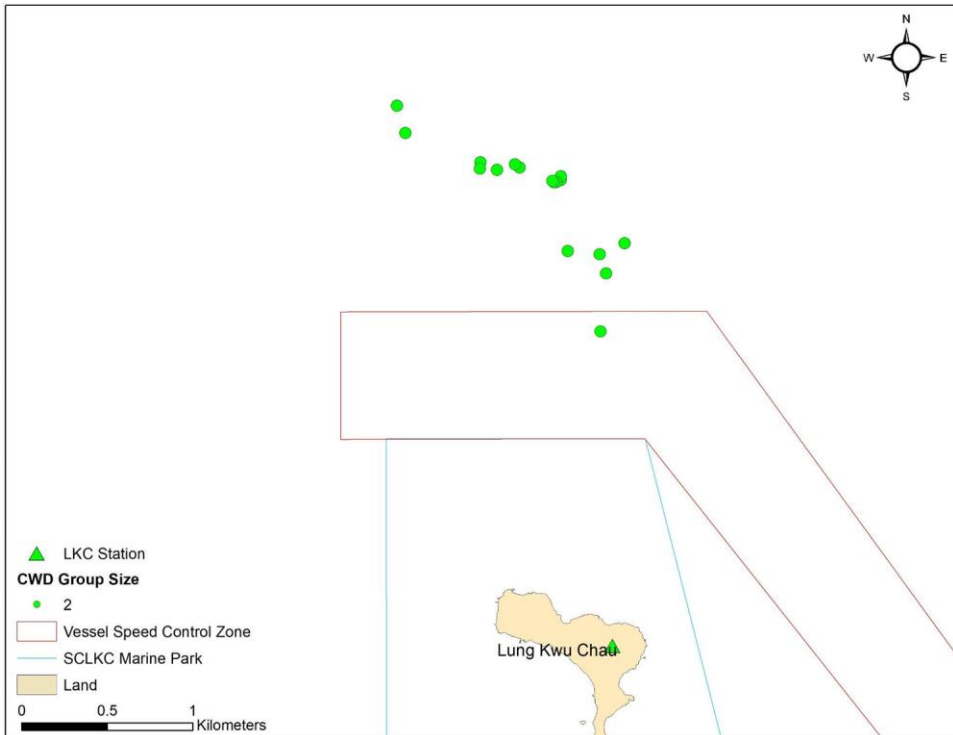 N
W E
S
LKC Station
CWD Group Size
2
Vessel Speed Control Zone
SCLKC Marine Park
Land
0 0.5 1
Kilometers
Lung Kwu Chau